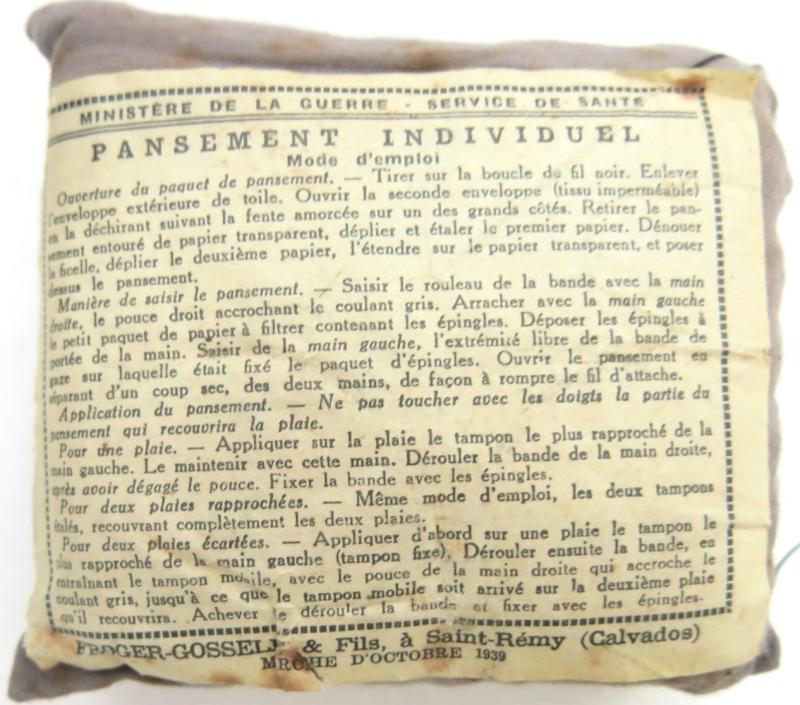 MINISTÈRE DE LA GUERRE - SERVICE DE SANTÉ
PANSEMENT INDIVIDUEL
Mode d'emploi
Ouverture du paquet de pansement. — Tirer sur la boucle de fil noir. Enlever
l'enveloppe extérieure de toile. Ouvrir la seconde enveloppe (tissu imperméable)
en la déchirant suivant la fente amorcée sur un des grands côtés. Retirer le pan-
sement entouré de papier transparent, déplier et étaler le premier papier. Dénouer
la ficelle, déplier le deuxième papier, l'étendre sur le papier transparent, et poser
dessus le pansement.
Manière de saisir le pansement. — Saisir le rouleau de la bande avec la main
droite, le pouce droit accrochant le coulant gris. Arracher avec la main gauche
le petit paquet de papier à filtrer contenant les épingles. Déposer les épingles à
portée de la main. Saisir de la main gauche, l'extrémité libre de la bande de
gaze sur laquelle était fixé le paquet d'épingles. Ouvrir le pansement en
séparant d'un coup sec, des deux mains, de façon à rompre le fil d'attache.
Application du pansement. — Ne pas toucher avec les doigts la partie du
pansement qui recouvrira la plaie.
Pour une plaie. — Appliquer sur la plaie le tampon le plus rapproché de la
main gauche. Le maintenir avec cette main. Dérouler la bande de la main droite,
après avoir dégagé le pouce. Fixer la bande avec les épingles.
Pour deux plaies rapprochées. — Même mode d'emploi, les deux tampons
étalés, recouvrant complètement les deux plaies.
Pour deux plaies écartées. — Appliquer d'abord sur une plaie le tampon le
plus rapproché de la main gauche (tampon fixe). Dérouler ensuite la bande, en
entraînant le tampon mobile, avec le pouce de la main droite qui accroche le
coulant gris, jusqu'à ce que le tampon mobile soit arrivé sur la deuxième plaie
qu'il recouvrira. Achever de dérouler la bande et fixer avec les épingles.
FROGER-GOSSELIN & Fils, à Saint-Rémy (Calvados)
MRCHE D'OCTOBRE 1939